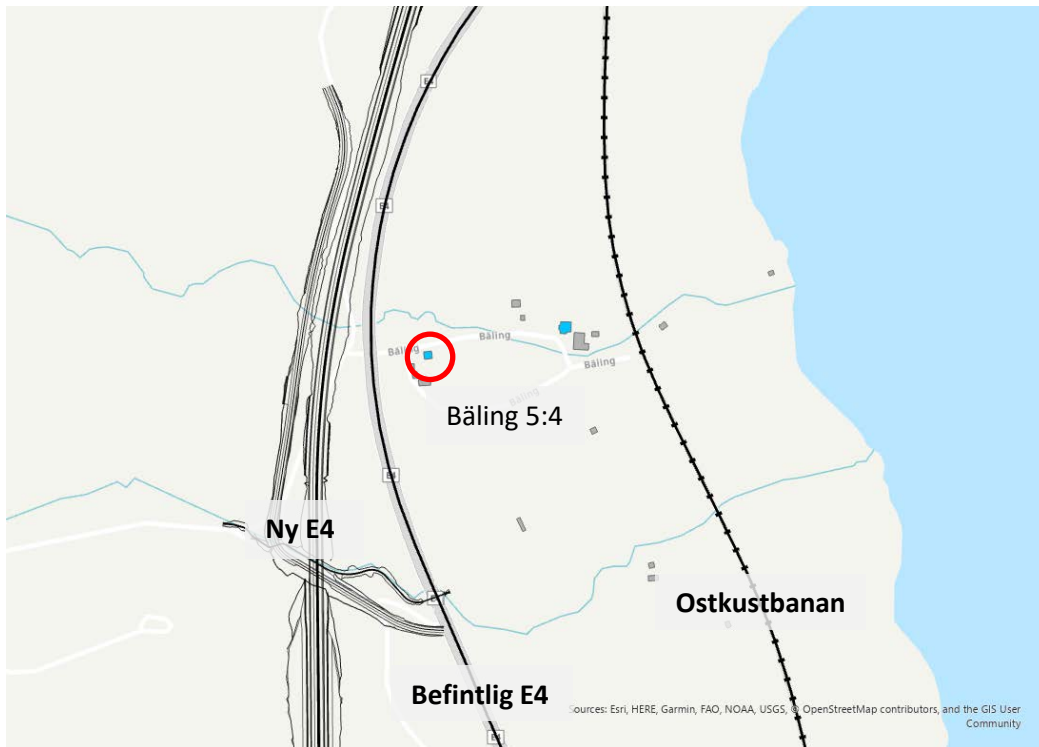 E4
E4
Bäling
Bäling
Bäling
Bäling
Bäling 5:4
E4
Ny E4
Ostkustbanan
Befintlig E4
Sources: Esri, HERE, Garmin, FAO, NOAA, USGS, © OpenStreetMap contributors, and the GIS User
Community
E4